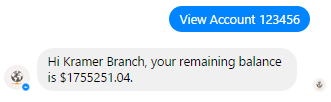 View Account 123456
Hi Kramer Branch, your remaining balance
is $1755251.04.